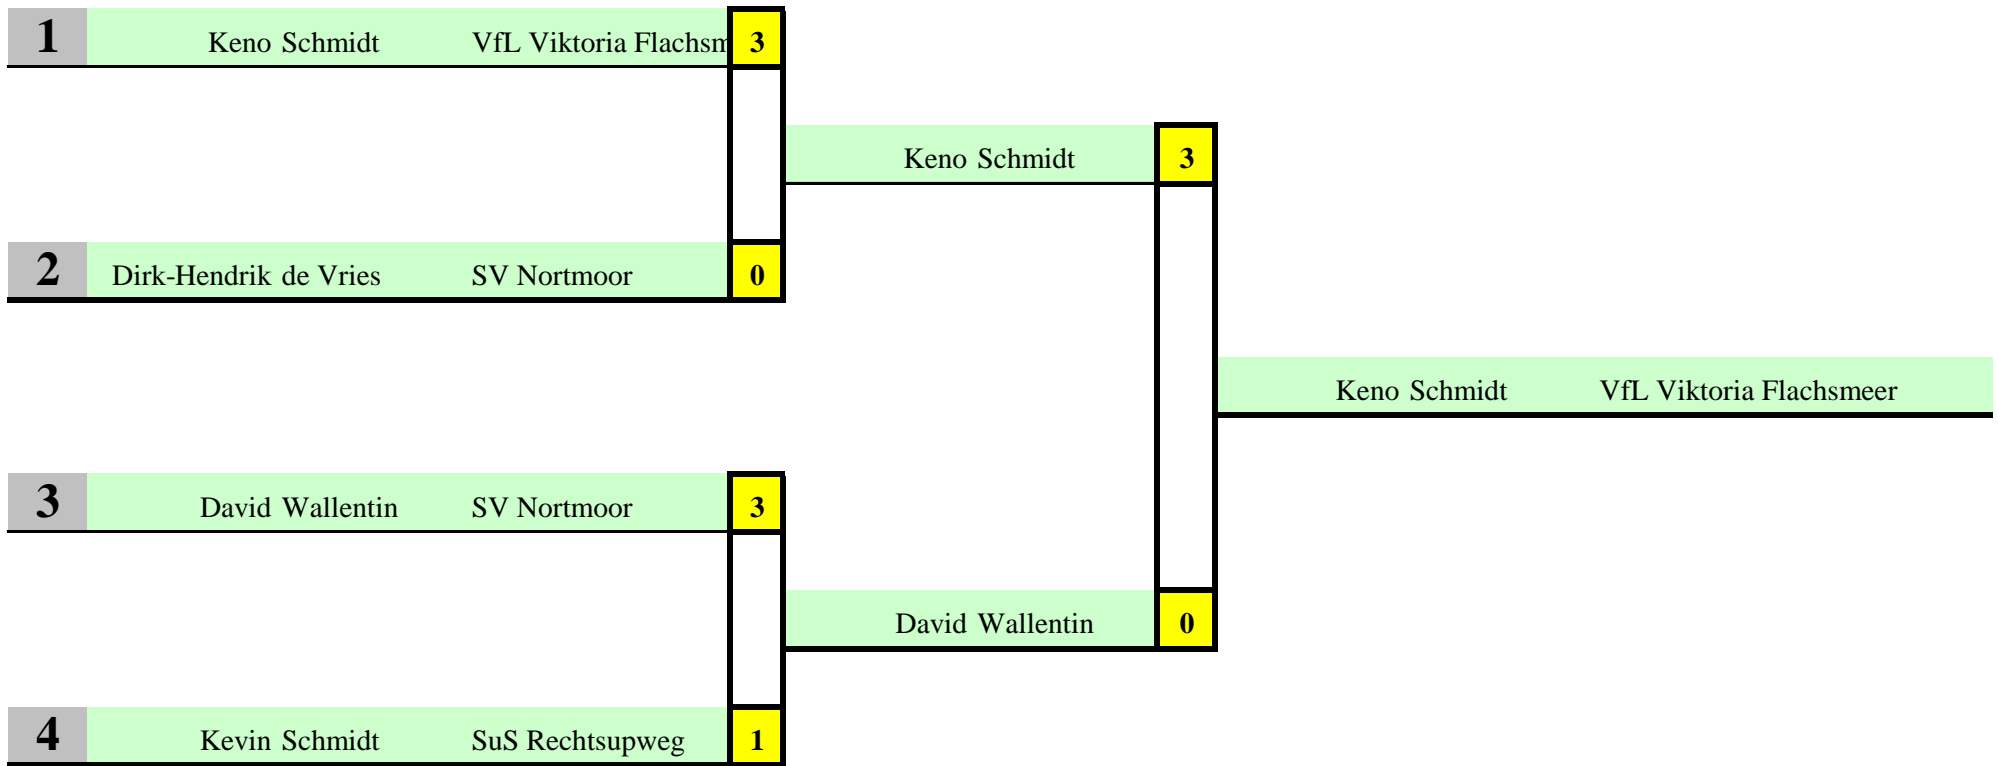 1 Keno Schmidt VfL Viktoria Flachsm 3
Keno Schmidt 3
2 Dirk-Hendrik de Vries SV Nortmoor 0
Keno Schmidt VfL Viktoria Flachsmeer
3 David Wallentin SV Nortmoor 3
David Wallentin 0
4 Kevin Schmidt SuS Rechtsupweg 1